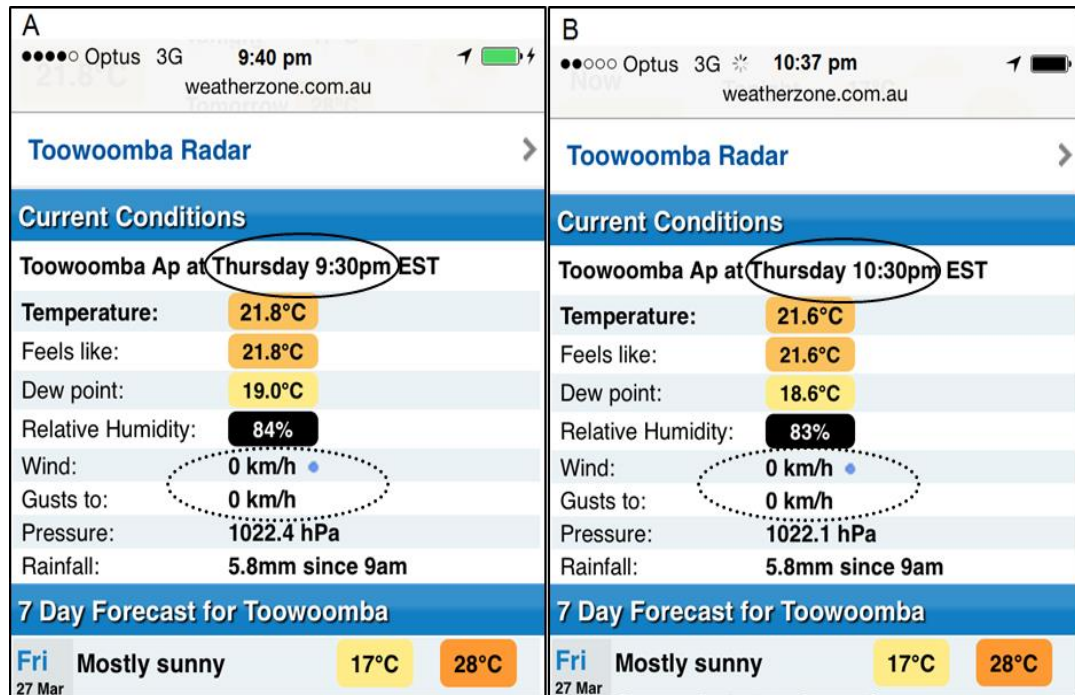 A
Optus 3G 9:40 pm
weatherzone.com.au
Toowoomba Radar
Current Conditions
Toowoomba Ap at Thursday 9:30pm EST
Temperature: 21.8°C
Feels like: 21.8°C
Dew point: 19.0°C
Relative Humidity: 84%
Wind: 0 km/h
Gusts to: 0 km/h
Pressure: 1022.4 hPa
Rainfall: 5.8mm since 9am
7 Day Forecast for Toowoomba
Fri Mostly sunny 17°C 28°C
27 Mar
B
Optus 3G 10:37 pm
Now
weatherzone.com.au
Toowoomba Radar
Current Conditions
Toowoomba Ap at Thursday 10:30pm EST
Temperature: 21.6°C
Feels like: 21.6°C
Dew point: 18.6°C
Relative Humidity: 83%
Wind: 0 km/h
Gusts to: 0 km/h
Pressure: 1022.1 hPa
Rainfall: 5.8mm since 9am
7 Day Forecast for Toowoomba
Fri Mostly sunny 17°C 28°C
27 Mar